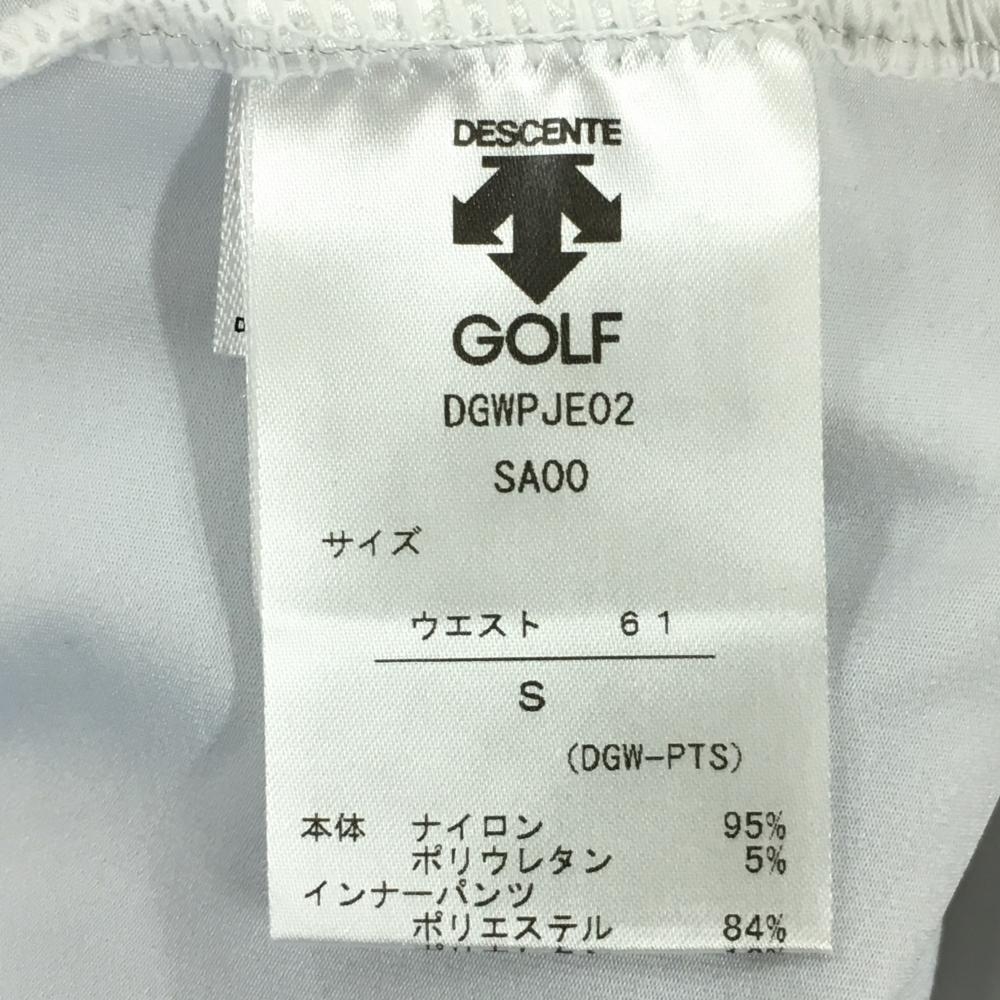 DESCENTE
GOLF
DGWPJE02
SA00
サイズ
ウエスト 61
S
(DGW-PTS)
本体 ナイロン 95%
ポリウレタン 5%
インナーパンツ
ポリエステル 84%